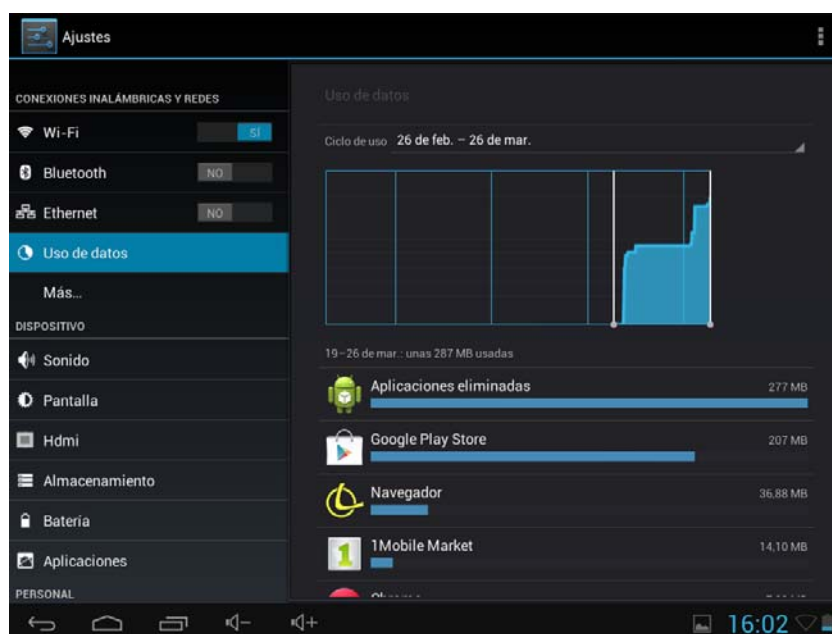 Ajustes
CONEXIONES INALÁMBRICAS Y REDES
Wi-Fi SÍ
Bluetooth NO
Ethernet NO
Uso de datos
Más...
DISPOSITIVO
Sonido
Pantalla
Hdmi
Almacenamiento
Batería
Aplicaciones
PERSONAL
Uso de datos
Ciclo de uso 26 de feb. – 26 de mar.
19–26 de mar.: unas 287 MB usadas
Aplicaciones eliminadas 277 MB
Google Play Store 207 MB
Navegador 36,88 MB
1Mobile Market 14,10 MB
16:02